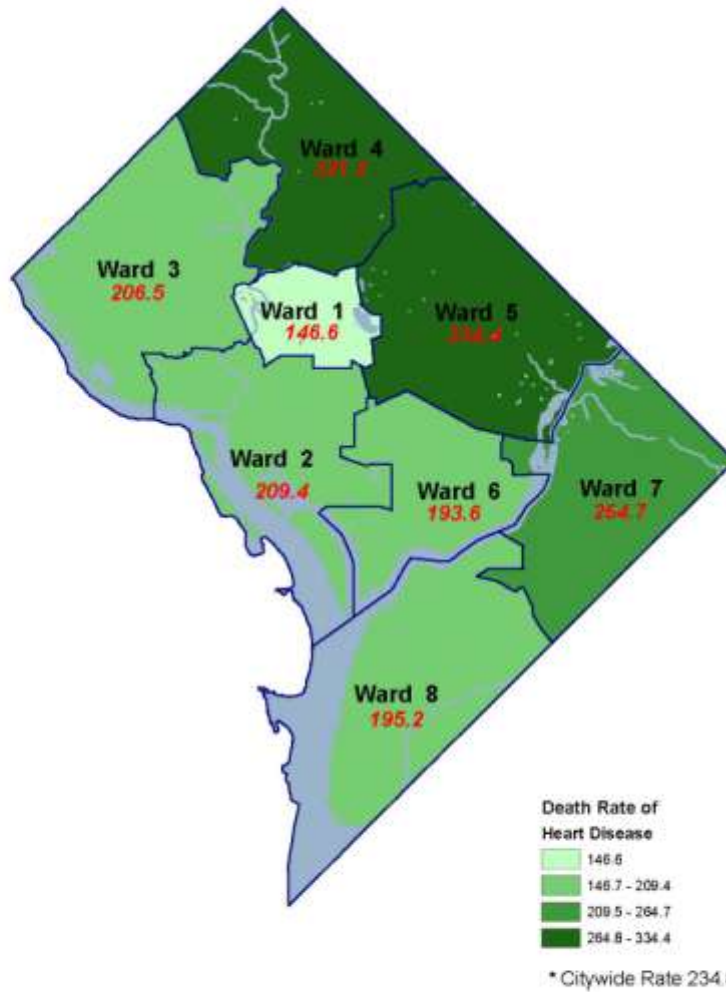 Ward 4
Ward 3
206.5
Ward 1
146.6
Ward 5
334.4
Ward 2
209.4
Ward 6
193.6
Ward 7
264.7
Ward 8
195.2
Death Rate of
Heart Disease
146.6
146.7 - 209.4
209.5 - 264.7
264.8 - 334.4
* Citywide Rate 234.